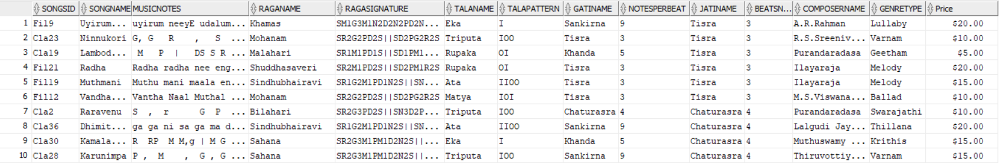 SONGSID SONGNAME MUSICNOTES RAGANAME RAGASIGNATURE TALANAME TALAPATTERN GATINAME NOTESPERBEAT JATINAME BEATSN... COMPOSERNAME GENRETYPE Price
1 Fil9 Uyirum... uyirum neeyE udalum... Khamas SM1G3M1N2D2N2PD2N... Eka I Sankirna 9 Tisra 3 A.R.Rahman Lullaby $20.00
2 Cla23 Ninnukori G, G R , S ... Mohanam SR2G2PD2S||SD2PG2R2S Triputa IOO Tisra 3 Tisra 3 R.S.Sreeniv... Varnam $10.00
3 Cla19 Lambod... M P | DS S R ... Malahari SR1M1PD1S||SD1PM1... Rupaka OI Khanda 5 Tisra 3 Purandaradasa Geetham $5.00
4 Fil21 Radha Radha radha nee eng... Shuddhasaveri SR2M1PD2S||SD2PM1R2S Rupaka OI Tisra 3 Tisra 3 Ilayaraja Melody $20.00
5 Fil19 Muthmani Muthu mani maala en... Sindhubhairavi SR1G2M1PD1N2S||SN... Ata IIOO Tisra 3 Tisra 3 Ilayaraja Melody $15.00
6 Fil12 Vandha... Vantha Naal Muthal ... Mohanam SR2G2PD2S||SD2PG2R2S Matya IOI Tisra 3 Tisra 3 M.S.Viswana... Ballad $10.00
7 Cla2 Raravenu S , r G P ... Bilahari SR2G3PD2S||SN3D2P... Triputa IOO Chaturasra 4 Chaturasra 4 Purandaradasa Swarajathi $10.00
8 Cla36 Dhimit... ga ga ni sa ga ma d... Sindhubhairavi SR1G2M1PD1N2S||SN... Ata IIOO Sankirna 9 Chaturasra 4 Lalgudi Jay... Thillana $20.00
9 Cla30 Kamala... R RP M M,g | M G ... Sahana SR2G3M1PM1D2N2S||... Eka I Khanda 5 Chaturasra 4 Muthuswamy ... Krithis $15.00
10 Cla28 Karunimpa P , M , G , G ... Sahana SR2G3M1PM1D2N2S||... Triputa IOO Sankirna 9 Chaturasra 4 Thiruvottiy... Varnam $15.00